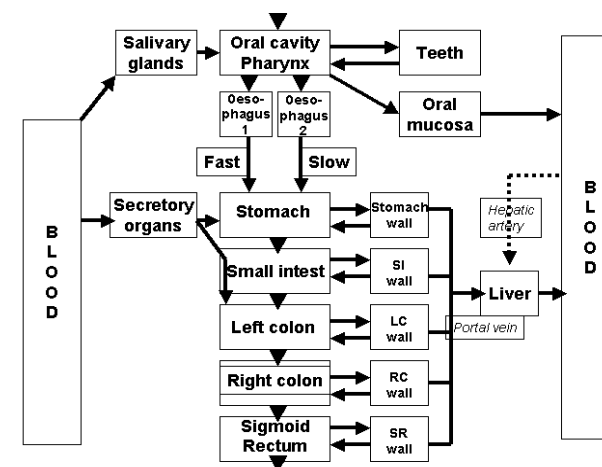 Salivary
glands
Oral cavity
Pharynx
Teeth
Oeso-
phagus
1
Oeso-
phagus
2
Oral
mucosa
Fast
Slow
BLOOD
Secretory
organs
Stomach
Stomach
wall
Hepatic
artery
BLOOD
Small intest
SI
wall
Liver
Portal vein
Left colon
LC
wall
Right colon
RC
wall
Sigmoid
Rectum
SR
wall